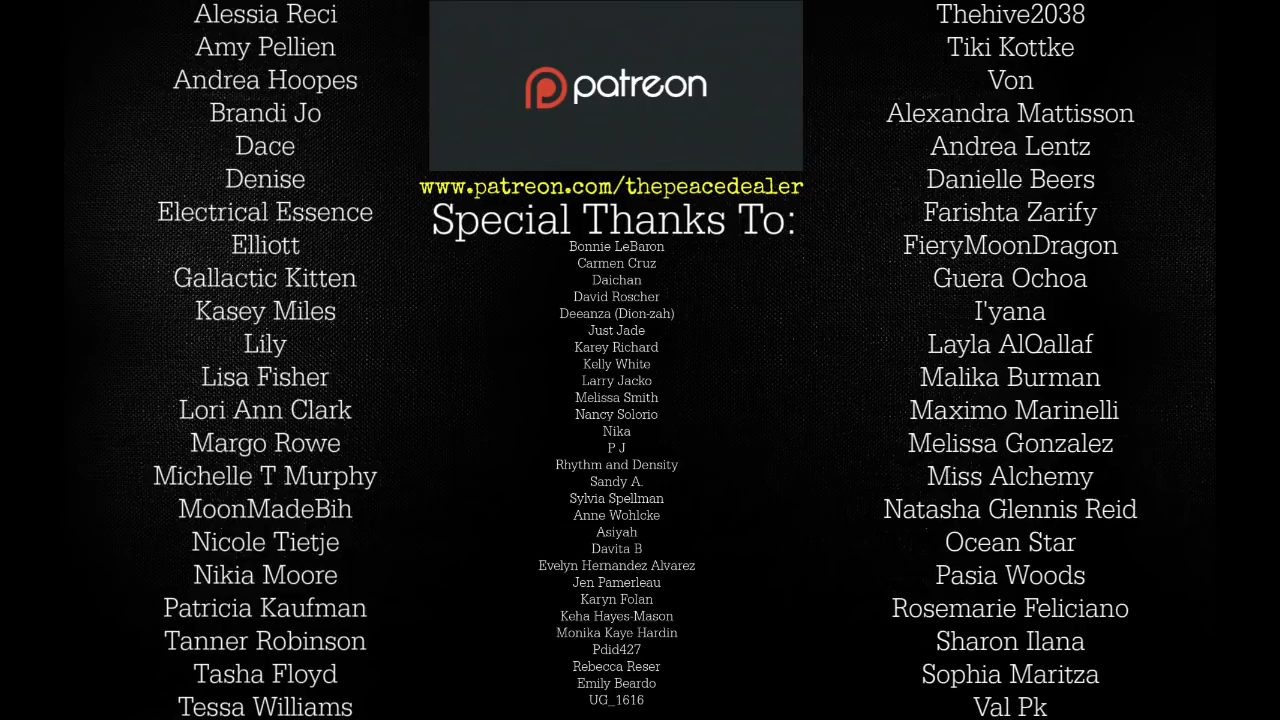 Alessia Reci
Amy Pellien
Andrea Hoopes
Brandi Jo
Dace
Denise
Electrical Essence
Elliott
Gallactic Kitten
Kasey Miles
Lily
Lisa Fisher
Lori Ann Clark
Margo Rowe
Michelle T Murphy
MoonMadeBih
Nicole Tietje
Nikia Moore
Patricia Kaufman
Tanner Robinson
Tasha Floyd
Tessa Williams
patreon
www.patreon.com/thepeacedealer
Special Thanks To:
Bonnie LeBaron
Carmen Cruz
Daichan
David Roscher
Deeanza (Dion-zah)
Just Jade
Karey Richard
Kelly White
Larry Jacko
Melissa Smith
Nancy Solorio
Nika
P J
Rhythm and Density
Sandy A.
Sylvia Spellman
Anne Wohlcke
Asiyah
Davita B
Evelyn Hernandez Alvarez
Jen Pamerleau
Karyn Folan
Keha Hayes-Mason
Monika Kaye Hardin
Pdid427
Rebecca Reser
Emily Beardo
UG_1616
Thehive2038
Tiki Kottke
Von
Alexandra Mattisson
Andrea Lentz
Danielle Beers
Farishta Zarify
FieryMoonDragon
Guera Ochoa
I'yana
Layla AlQallaf
Malika Burman
Maximo Marinelli
Melissa Gonzalez
Miss Alchemy
Natasha Glennis Reid
Ocean Star
Pasia Woods
Rosemarie Feliciano
Sharon Ilana
Sophia Maritza
Val Pk